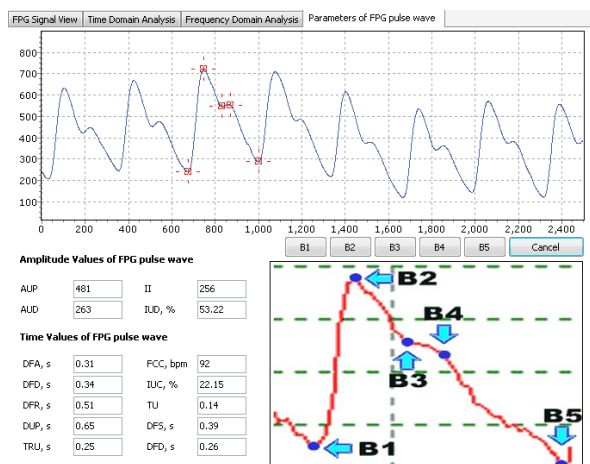 FPG Signal View Time Domain Analysis Frequency Domain Analysis Parameters of FPG pulse wave
800
700
600
500
400
300
200
100
0 200 400 600 800 1,000 1,200 1,400 1,600 1,800 2,000 2,200 2,400
B1 B2 B3 B4 B5 Cancel
Amplitude Values of FPG pulse wave
AUP 481 II 256
AUD 263 IUD, % 53.22
Time Values of FPG pulse wave
DFA, s 0.31 FCC, bpm 92
DFD, s 0.34 IUC, % 22.15
DFR, s 0.51 TU 0.14
DUP, s 0.65 DFS, s 0.39
TRU, s 0.25 DFD, s 0.26
B2
B4
B3
B5
B1